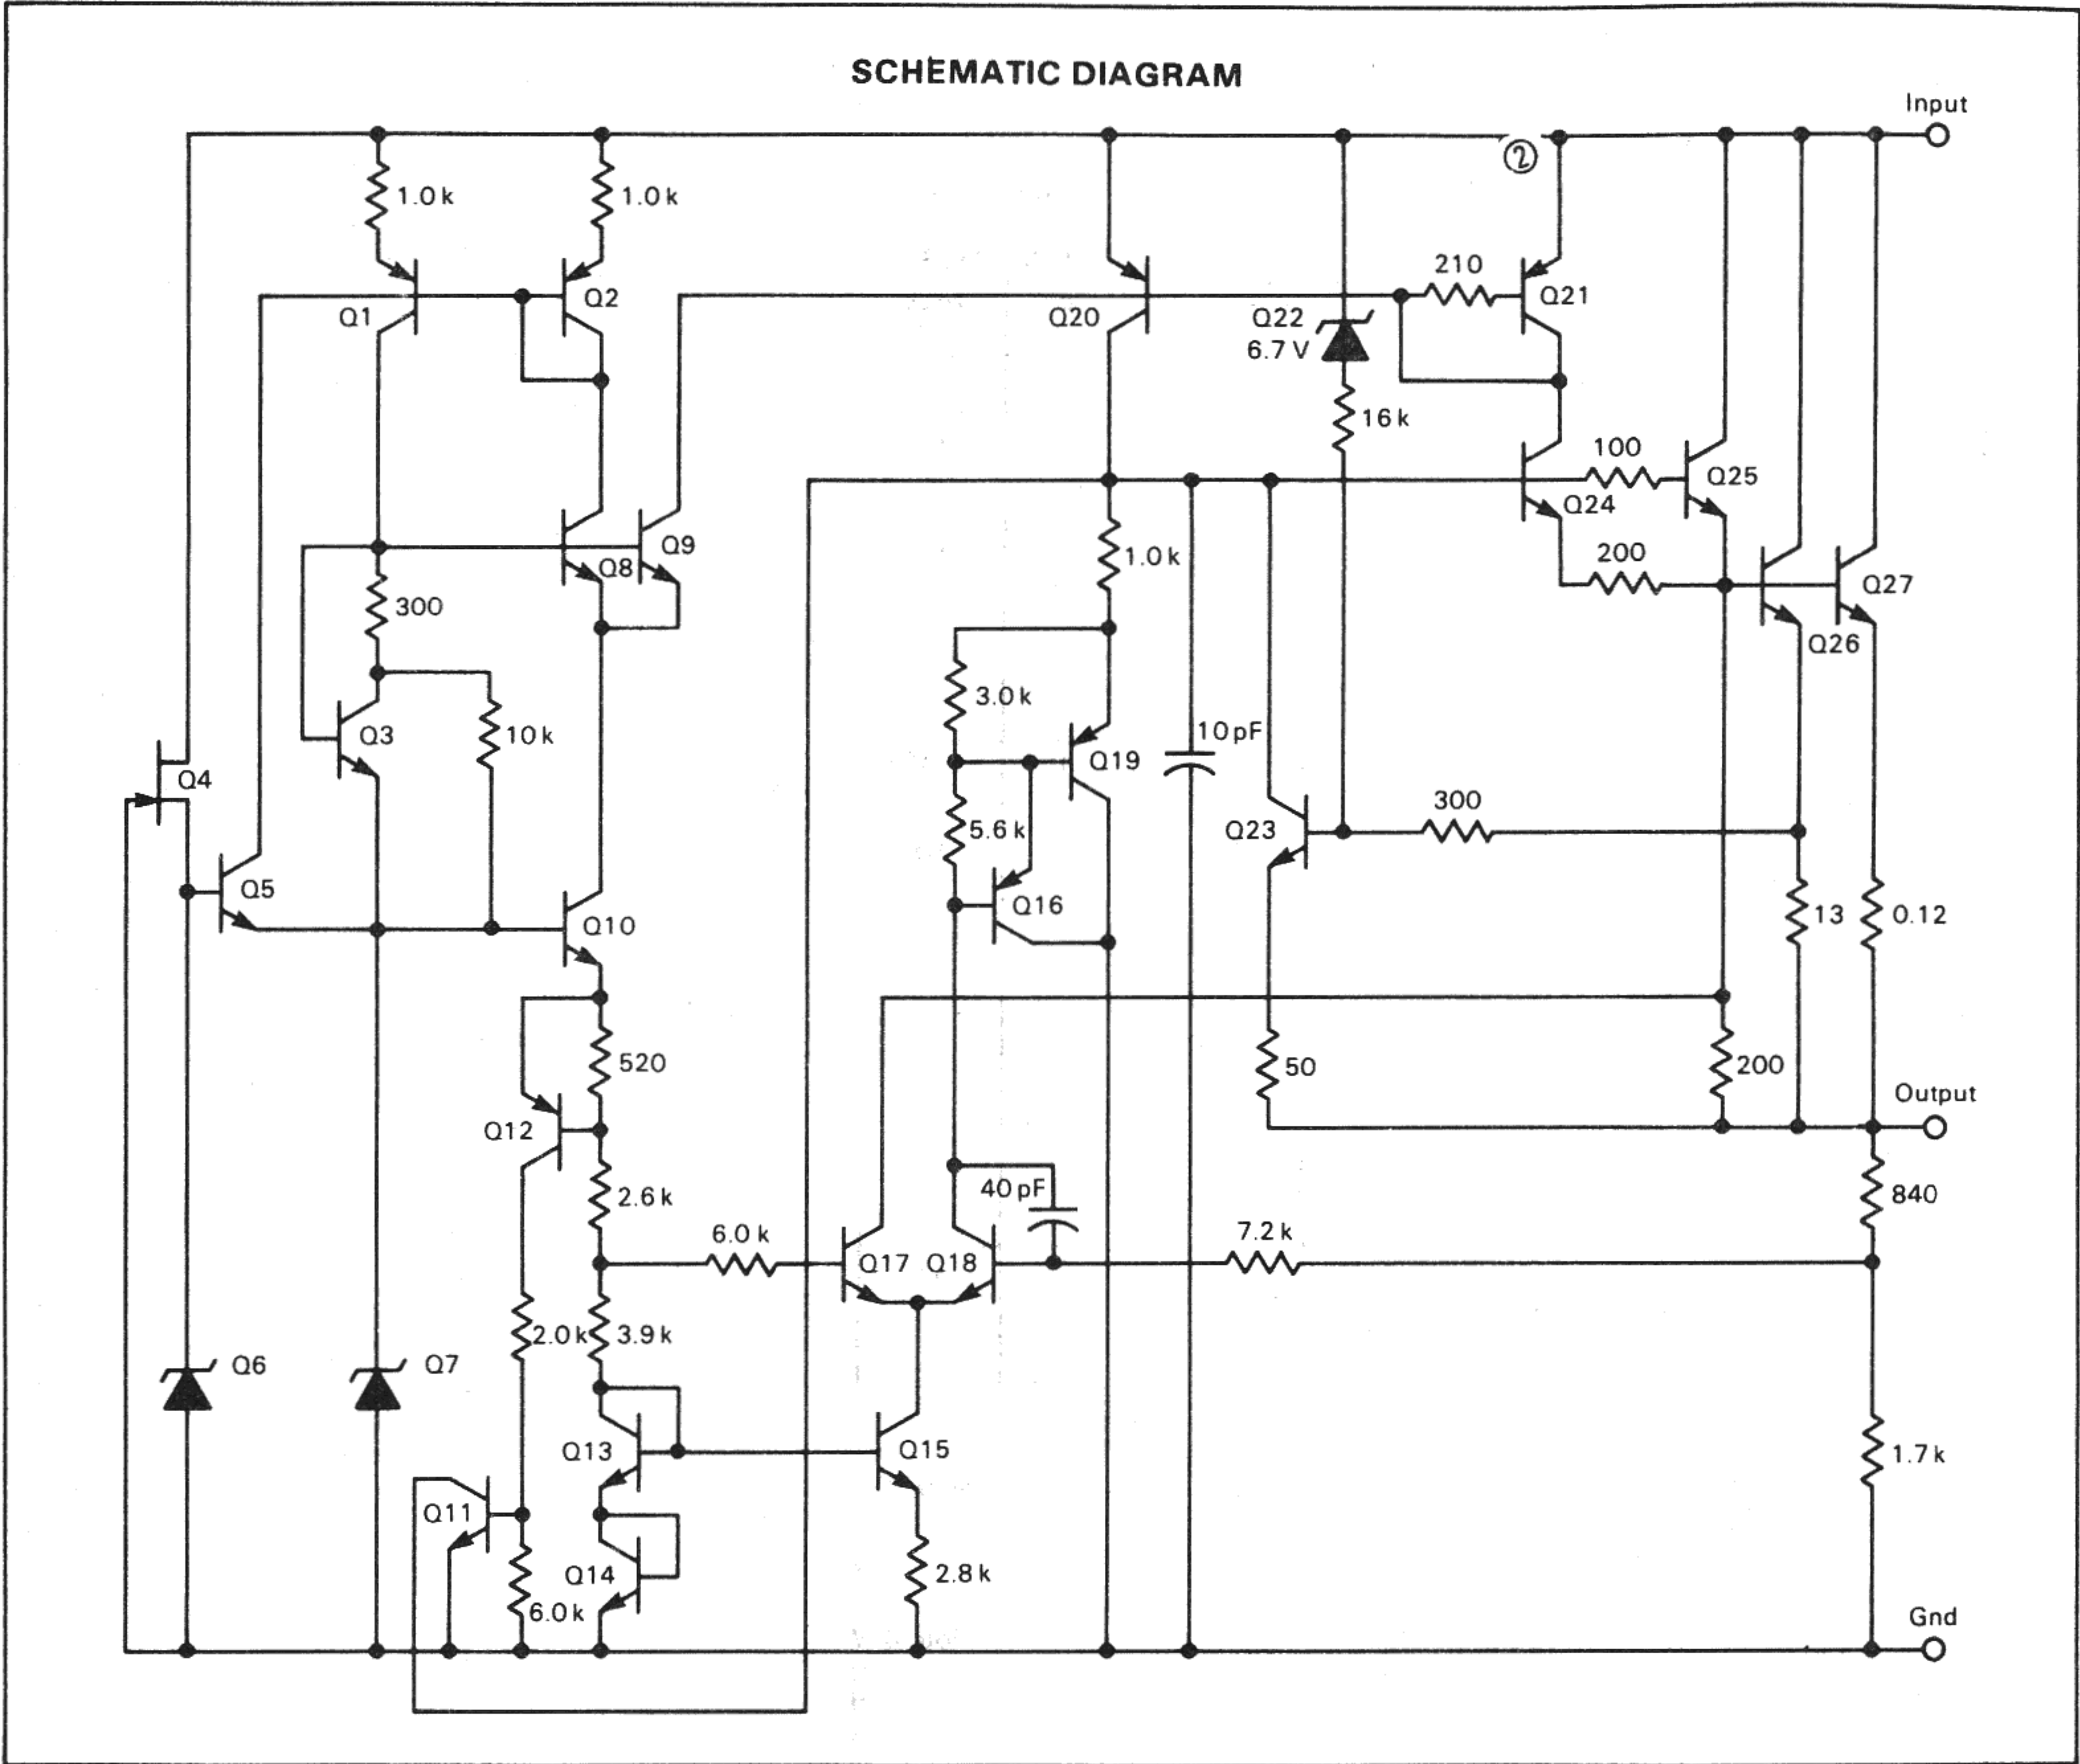 SCHEMATIC DIAGRAM
Input
②
1.0 k
1.0 k
210
Q1
Q2
Q20
Q22
6.7 V
Q21
16 k
100
Q25
Q24
Q9
Q8
1.0 k
200
Q27
Q26
300
3.0 k
Q3
10 k
10 pF
Q19
Q4
300
5.6 k
Q23
Q5
Q16
Q10
13
0.12
520
50
200
Output
Q12
2.6 k
40 pF
840
6.0 k
7.2 k
Q17
Q18
2.0 k
3.9 k
Q6
Q7
Q13
Q15
1.7 k
Q11
Q14
2.8 k
6.0 k
Gnd